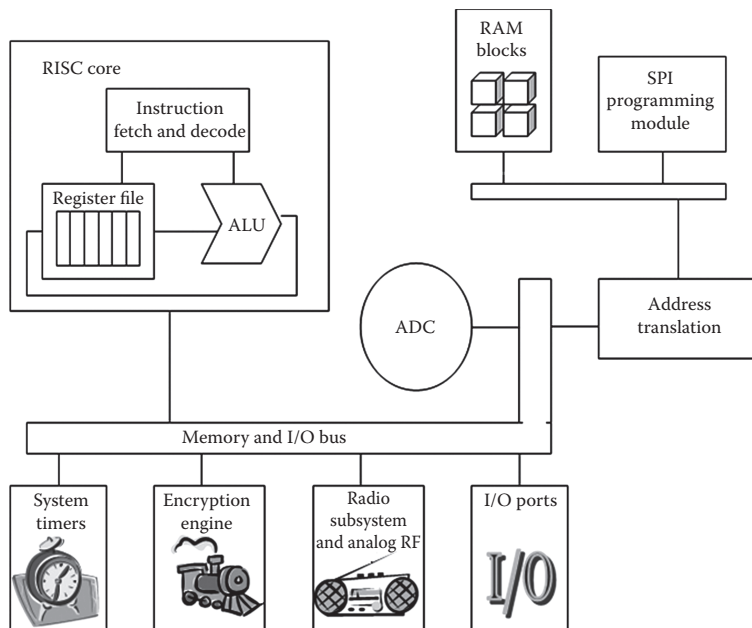 RISC core
Instruction
fetch and decode
Register file
ALU
RAM
blocks
SPI
programming
module
ADC
Address
translation
Memory and I/O bus
System
timers
Encryption
engine
Radio
subsystem
and analog RF
I/O ports
I/O